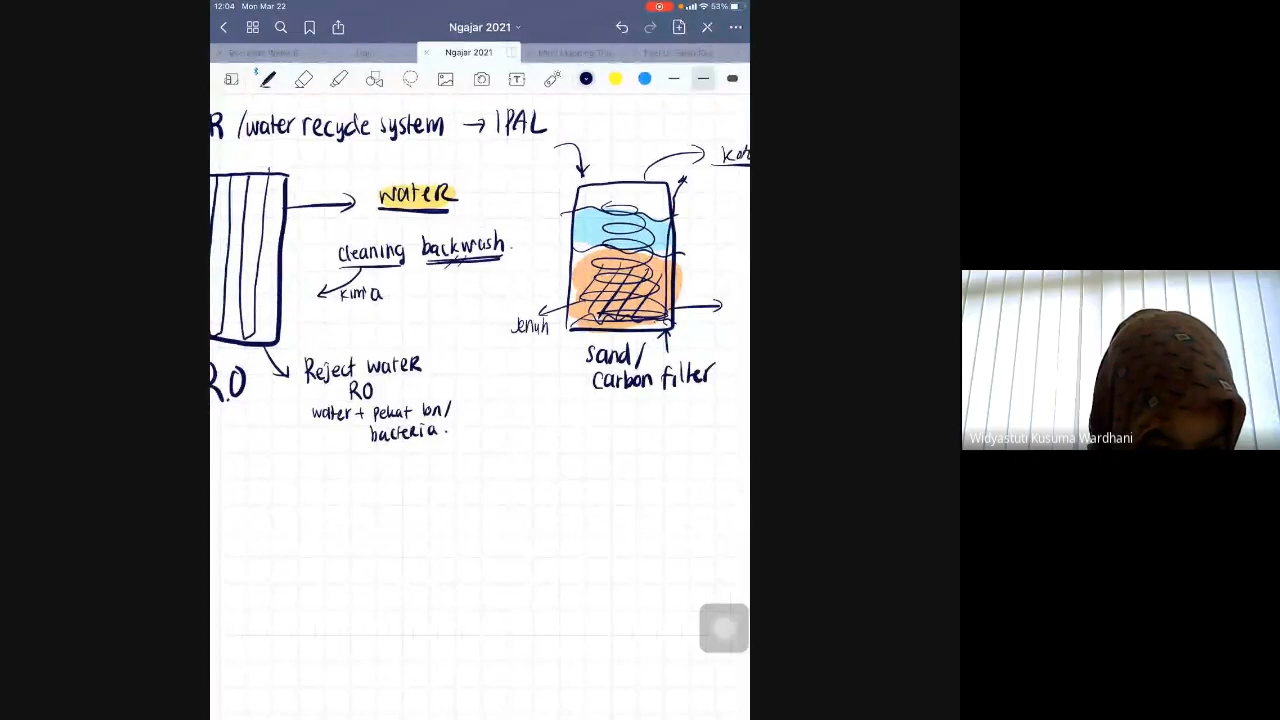 12:04 Mon Mar 22
53%
Ngajar 2021
Ngajar 2021
R /water recycle system → IPAL
wateR
cleaning backwash.
kimia
Jenuh
sand/
carbon filter
R.O
Reject wateR
RO
water + pekat ion/
bacteria.
Widyastuti Kusuma Wardhani